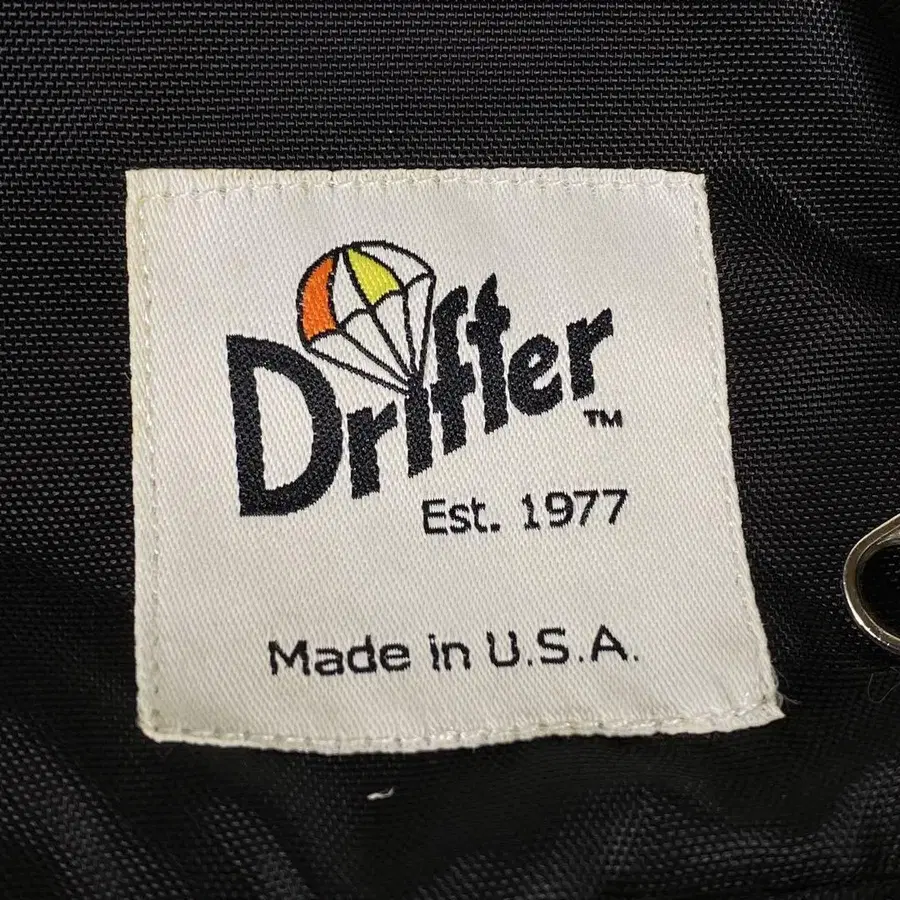 Drifter™
Est. 1977
Made in U.S.A.